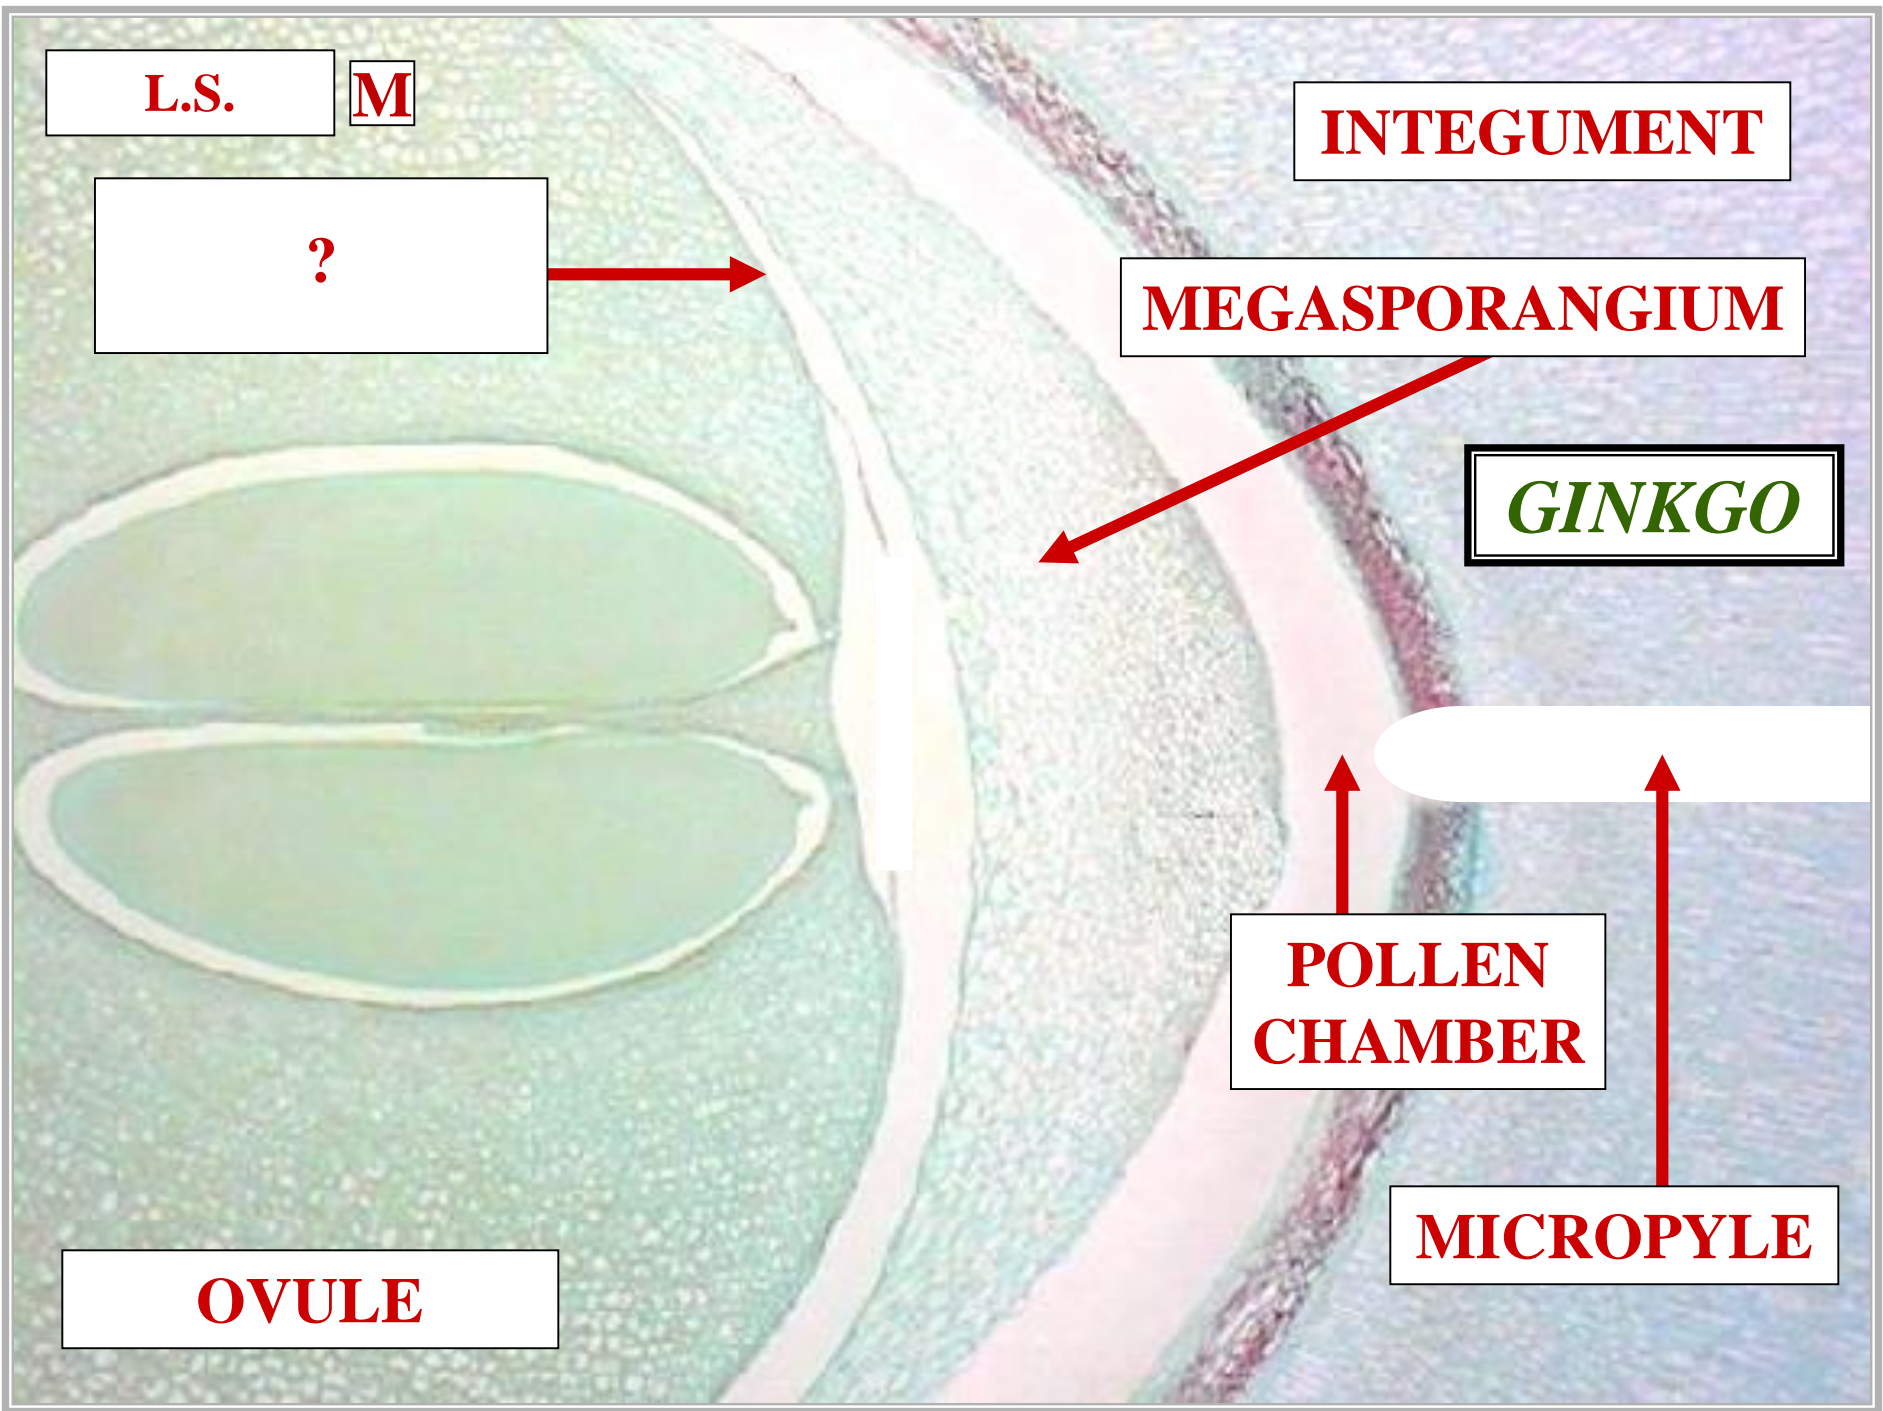 L.S.
M
INTEGUMENT
?
MEGASPORANGIUM
GINKGO
POLLEN
CHAMBER
MICROPYLE
OVULE